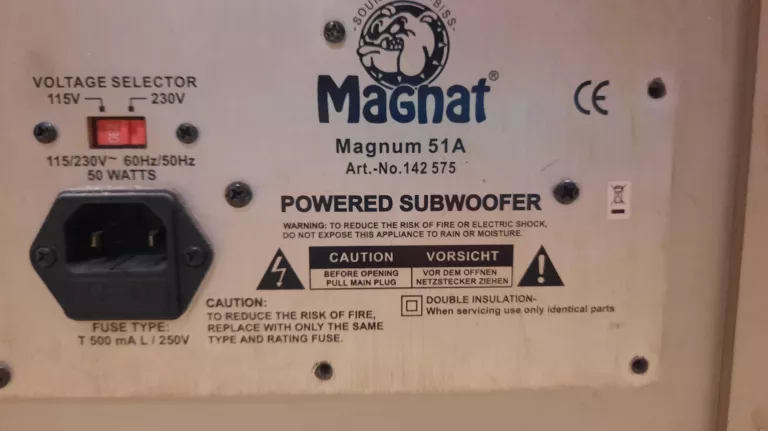 VOLTAGE SELECTOR
115V 230V
115/230V~ 60Hz/50Hz
50 WATTS
FUSE TYPE:
T 500 mA L / 250V
Magnat®
Magnum 51A
Art.-No.142 575
CE
POWERED SUBWOOFER
WARNING: TO REDUCE THE RISK OF FIRE OR ELECTRIC SHOCK,
DO NOT EXPOSE THIS APPLIANCE TO RAIN OR MOISTURE.
CAUTION VORSICHT
BEFORE OPENING VOR DEM OFFNEN
PULL MAIN PLUG NETZSTECKER ZIEHEN
CAUTION:
TO REDUCE THE RISK OF FIRE,
REPLACE WITH ONLY THE SAME
TYPE AND RATING FUSE.
DOUBLE INSULATION-
When servicing use only identical parts